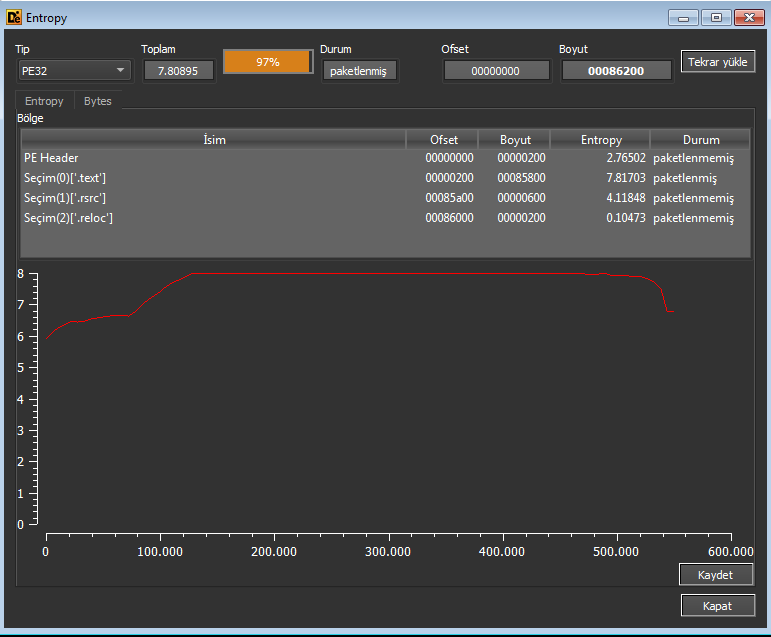 De Entropy
Tip Toplam Durum Ofset Boyut
PE32 7.80895 97% paketlenmiş 00000000 00086200 Tekrar yükle
Entropy Bytes
Bölge
İsim Ofset Boyut Entropy Durum
PE Header 00000000 00000200 2.76502 paketlenmemiş
Seçim(0)['.text'] 00000200 00085800 7.81703 paketlenmiş
Seçim(1)['.rsrc'] 00085a00 00000600 4.11848 paketlenmemiş
Seçim(2)['.reloc'] 00086000 00000200 0.10473 paketlenmemiş
8
7
6
5
4
3
2
1
0
0 100.000 200.000 300.000 400.000 500.000 600.000
Kaydet
Kapat